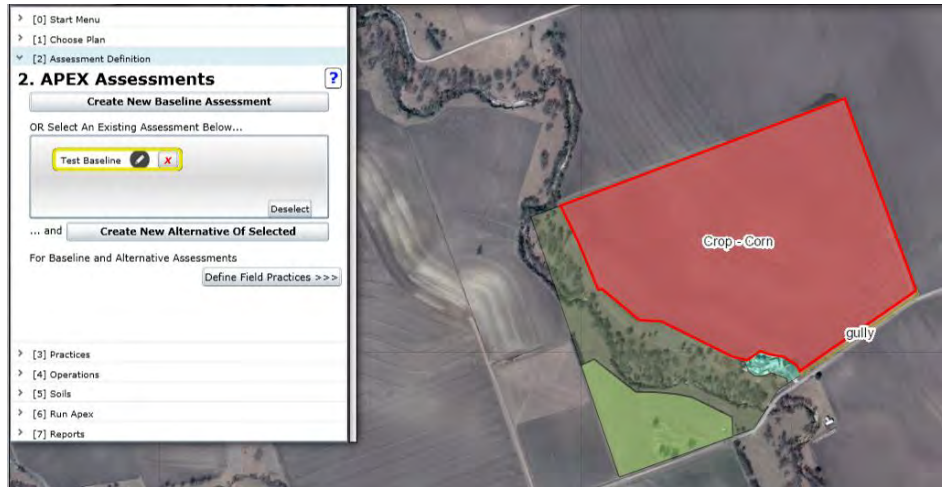 [0] Start Menu
[1] Choose Plan
[2] Assessment Definition
2. APEX Assessments
?
Create New Baseline Assessment
OR Select An Existing Assessment Below...
Test Baseline X
Deselect
... and Create New Alternative Of Selected
For Baseline and Alternative Assessments
Define Field Practices >>>
[3] Practices
[4] Operations
[5] Soils
[6] Run Apex
[7] Reports
Crop - Corn
gully